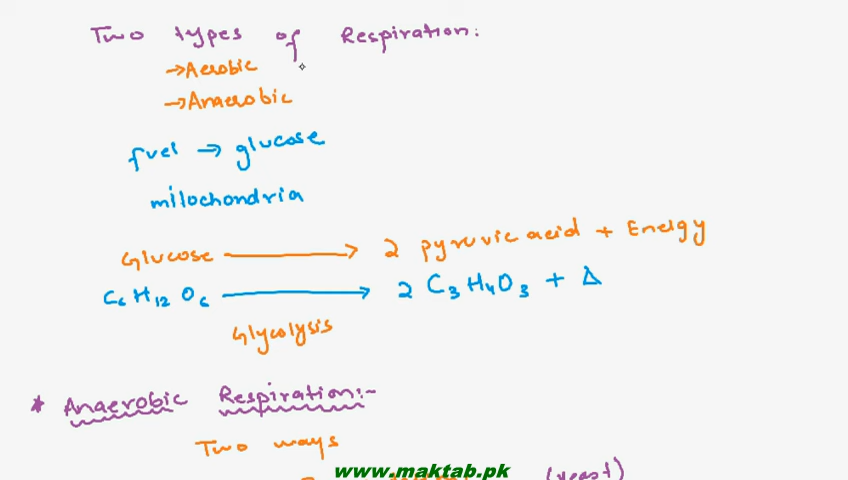 Two types of Respiration:
→Aerobic
→Anaerobic
fuel → glucose
mitochondria
Glucose ⟶ 2 pyruvic acid + Energy
C₆H₁₂O₆ ⟶ 2 C₃H₄O₃ + Δ
Glycolysis
* Anaerobic Respiration:-
Two ways
(yeast)
www.maktab.pk